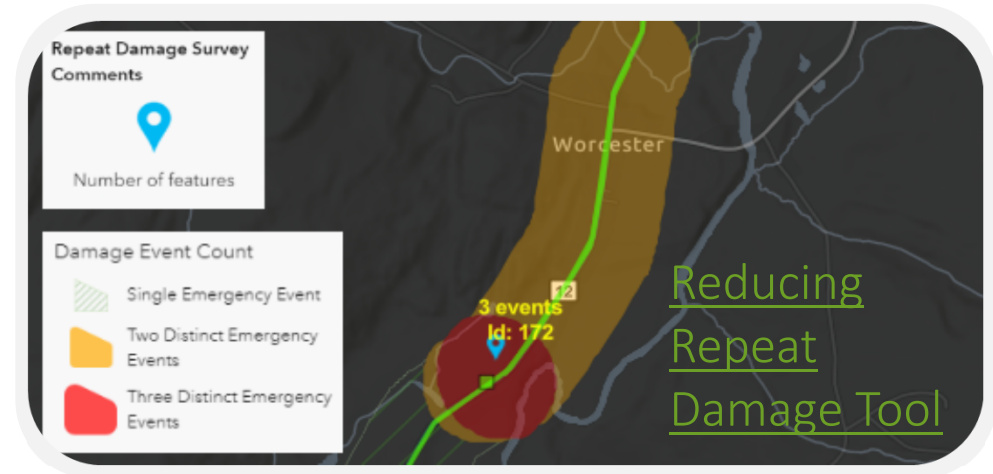 Repeat Damage Survey
Comments
Number of features
Damage Event Count
Single Emergency Event
Two Distinct Emergency
Events
Three Distinct Emergency
Events
Worcester
12
3 events
Id: 172
Reducing
Repeat
Damage Tool